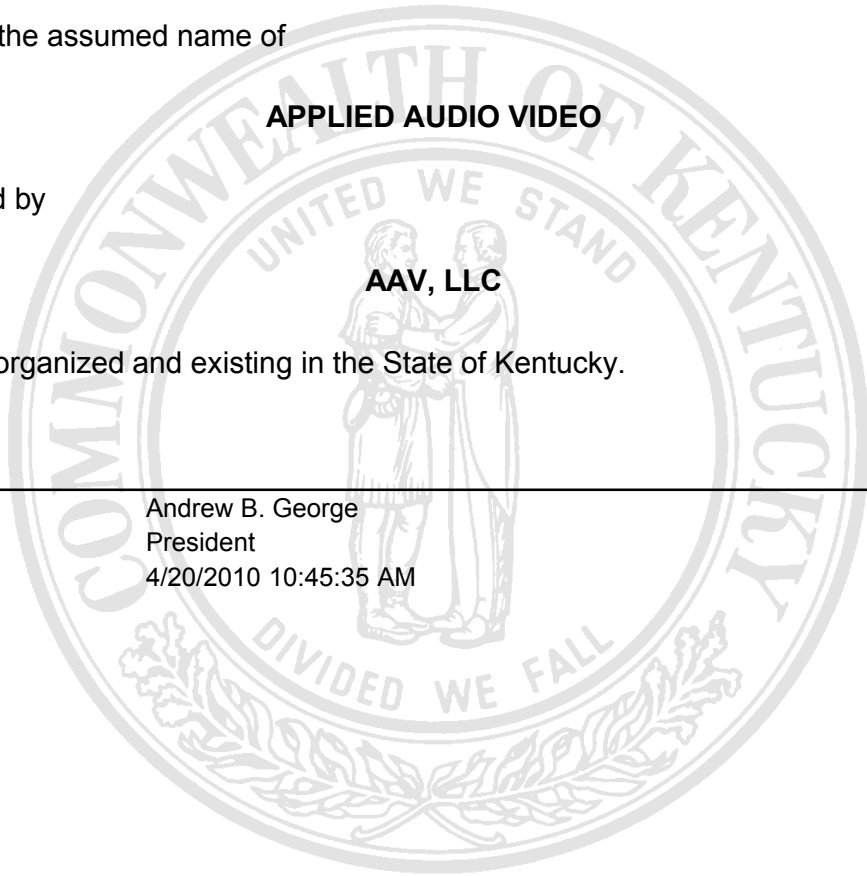 the assumed name of
APPLIED AUDIO VIDEO
d by
AAV, LLC
organized and existing in the State of Kentucky.
Andrew B. George
President
4/20/2010 10:45:35 AM
COMMONWEALTH OF KENTUCKY
UNITED WE STAND
DIVIDED WE FALL